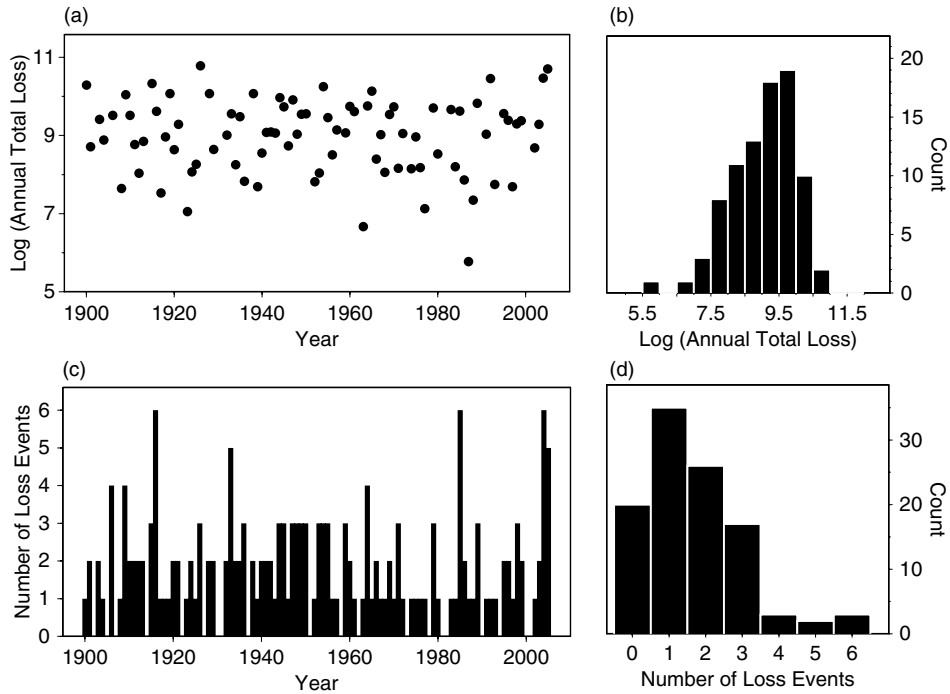 (a)
Log (Annual Total Loss)
11
9
7
5
1900 1920 1940 1960 1980 2000
Year
(b)
20
15
10
5
0
Count
5.5 7.5 9.5 11.5
Log (Annual Total Loss)
(c)
Number of Loss Events
6
5
4
3
2
1
0
1900 1920 1940 1960 1980 2000
Year
(d)
30
20
10
0
Count
0 1 2 3 4 5 6
Number of Loss Events